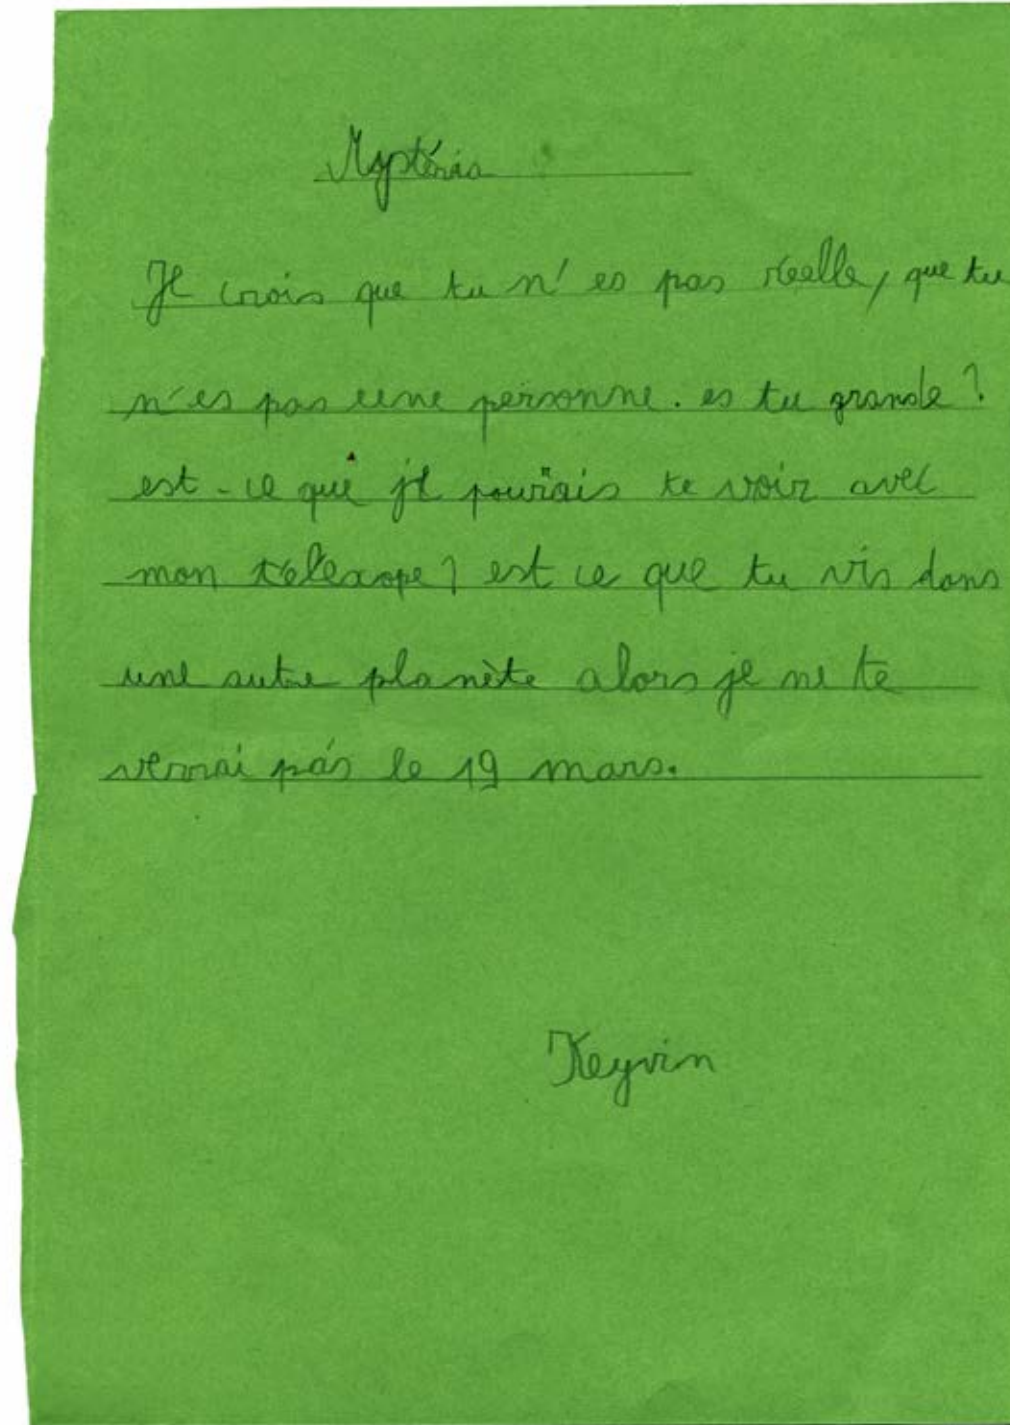 Mystéria
Je crois que tu n'es pas réelle, que tu
n'es pas une personne. es tu grande ?
est-ce que je pourrais te voir avec
mon téléscope ? est ce que tu vis dans
une autre planète alors je ne te
verrai pas le 19 mars.
Keyvin